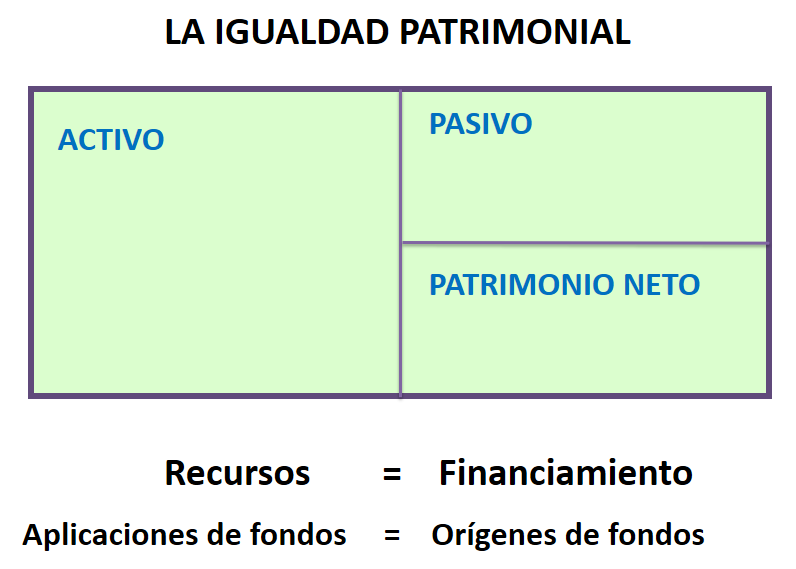 LA IGUALDAD PATRIMONIAL
ACTIVO
PASIVO
PATRIMONIO NETO
Recursos = Financiamiento
Aplicaciones de fondos = Orígenes de fondos